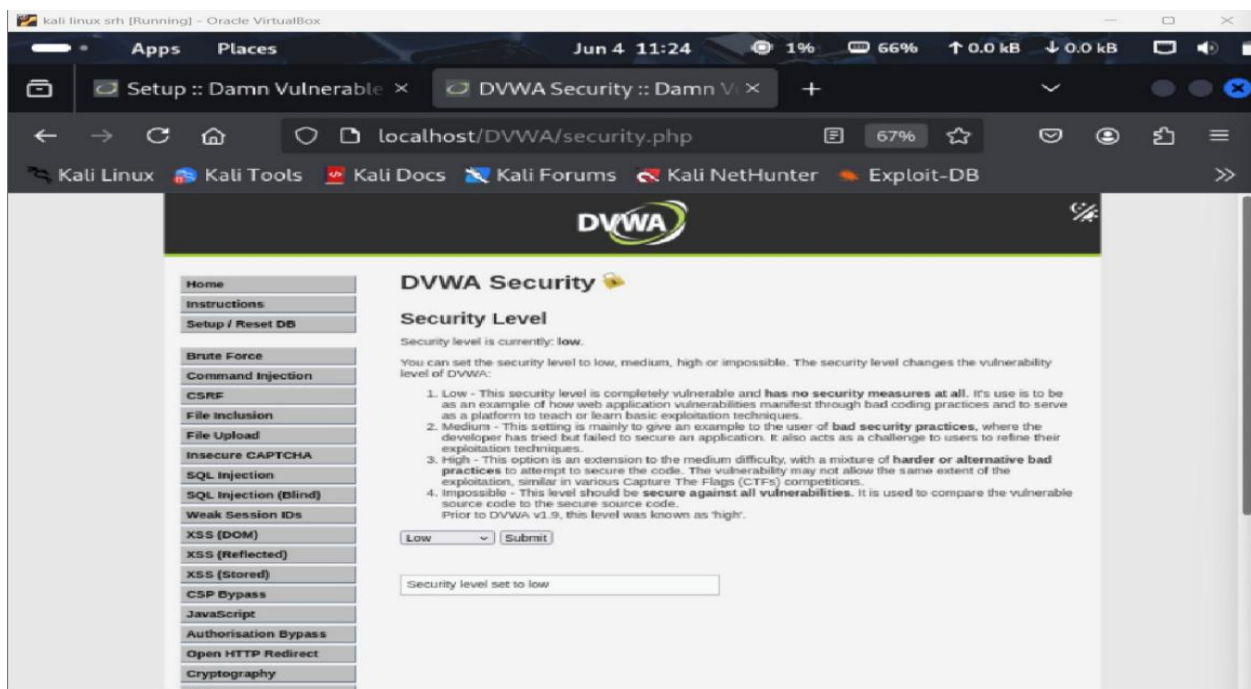 kali linux srh [Running] - Oracle VirtualBox
Apps Places Jun 4 11:24 1% 66% ↑ 0.0 kB ↓ 0.0 kB
Setup :: Damn Vulnerable × DVWA Security :: Damn Vu × +
localhost/DVWA/security.php 67%
Kali Linux Kali Tools Kali Docs Kali Forums Kali NetHunter Exploit-DB >>
DVWA
Home
Instructions
Setup / Reset DB
Brute Force
Command Injection
CSRF
File Inclusion
File Upload
Insecure CAPTCHA
SQL Injection
SQL Injection (Blind)
Weak Session IDs
XSS (DOM)
XSS (Reflected)
XSS (Stored)
CSP Bypass
JavaScript
Authorisation Bypass
Open HTTP Redirect
Cryptography
DVWA Security
Security Level
Security level is currently: low.
You can set the security level to low, medium, high or impossible. The security level changes the vulnerability
level of DVWA:
1. Low - This security level is completely vulnerable and has no security measures at all. It's use is to be
as an example of how web application vulnerabilities manifest through bad coding practices and to serve
as a platform to teach or learn basic exploitation techniques.
2. Medium - This setting is mainly to give an example to the user of bad security practices, where the
developer has tried but failed to secure an application. It also acts as a challenge to users to refine their
exploitation techniques.
3. High - This option is an extension to the medium difficulty, with a mixture of harder or alternative bad
practices to attempt to secure the code. The vulnerability may not allow the same extent of the
exploitation, similar in various Capture The Flags (CTFs) competitions.
4. Impossible - This level should be secure against all vulnerabilities. It is used to compare the vulnerable
source code to the secure source code.
Prior to DVWA v1.9, this level was known as 'high'.
Low Submit
Security level set to low